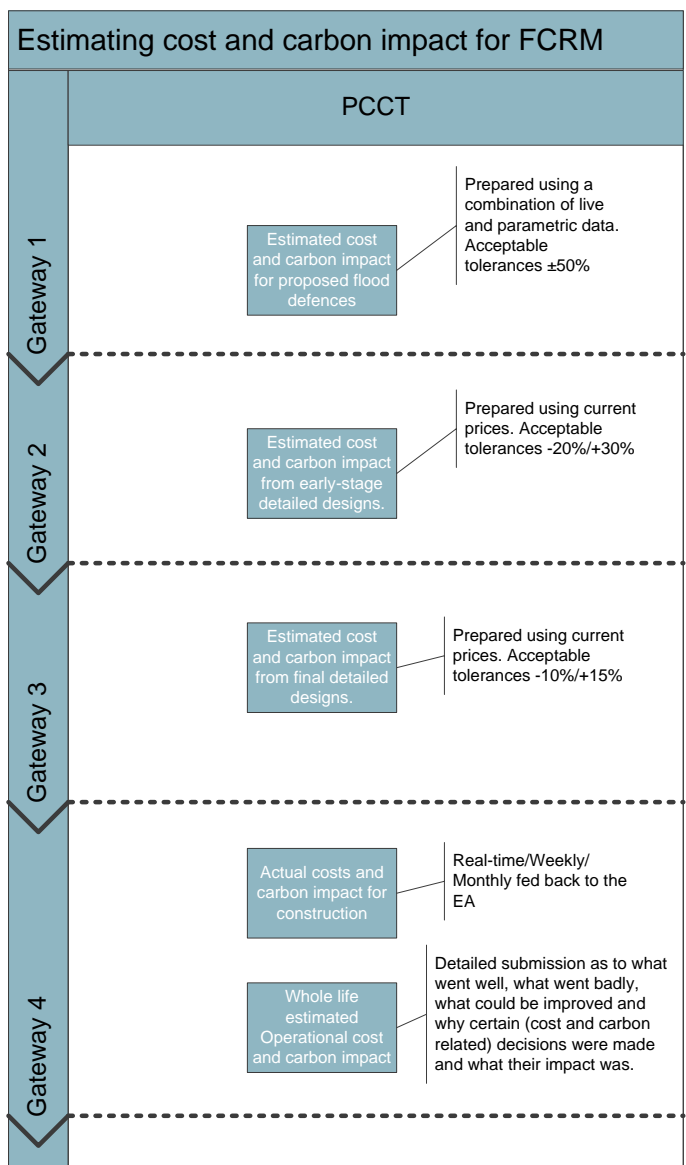 Estimating cost and carbon impact for FCRM
PCCT
Gateway 1
Estimated cost
and carbon impact
for proposed flood
defences
Prepared using a
combination of live
and parametric data.
Acceptable
tolerances ±50%
Gateway 2
Estimated cost
and carbon impact
from early-stage
detailed designs.
Prepared using current
prices. Acceptable
tolerances -20%/+30%
Gateway 3
Estimated cost
and carbon impact
from final detailed
designs.
Prepared using current
prices. Acceptable
tolerances -10%/+15%
Gateway 4
Actual costs and
carbon impact for
construction
Real-time/Weekly/
Monthly fed back to the
EA
Whole life
estimated
Operational cost
and carbon impact
Detailed submission as to what
went well, what went badly,
what could be improved and
why certain (cost and carbon
related) decisions were made
and what their impact was.